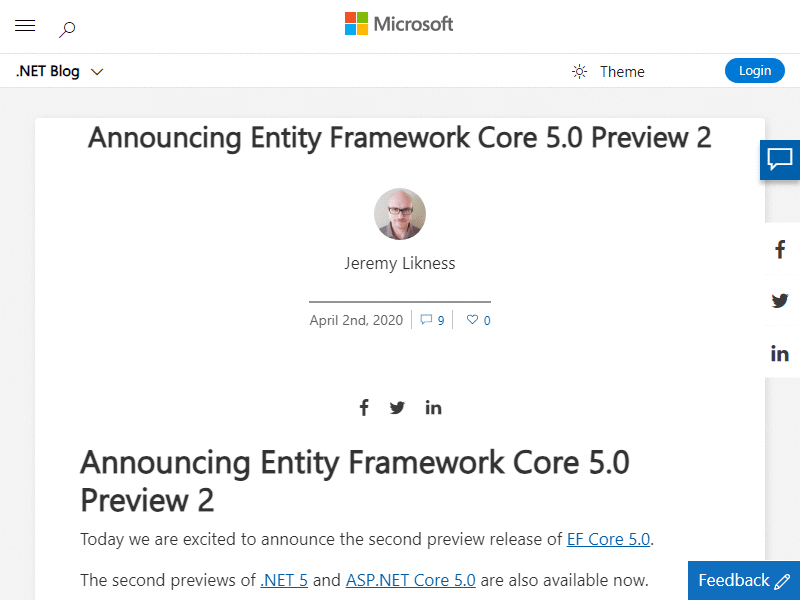 Microsoft
.NET Blog
Theme
Login
Announcing Entity Framework Core 5.0 Preview 2
Jeremy Likness
April 2nd, 2020
9
0
Announcing Entity Framework Core 5.0
Preview 2
Today we are excited to announce the second preview release of EF Core 5.0.
The second previews of .NET 5 and ASP.NET Core 5.0 are also available now.
Feedback